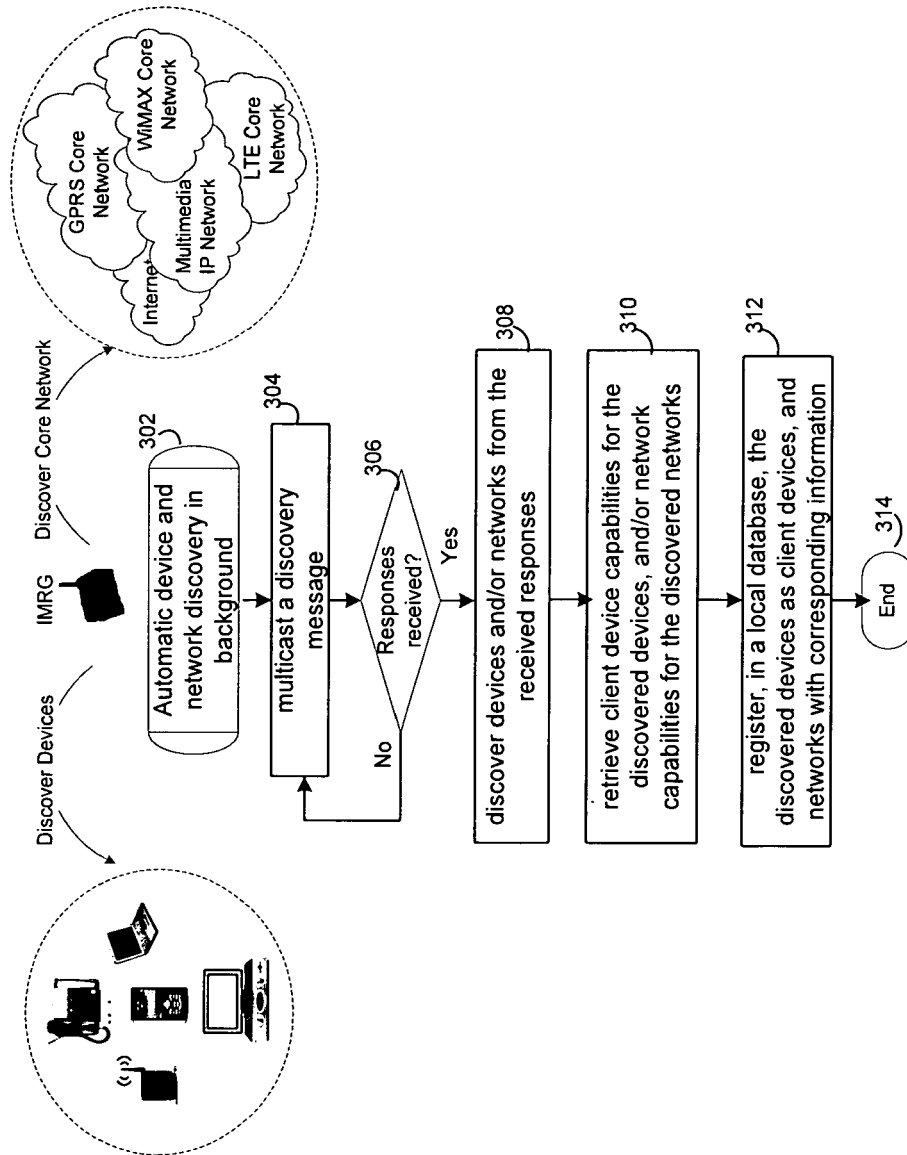 Discover Devices
IMRG
Discover Core Network
GPRS Core
Network
WiMAX Core
Network
Internet
Multimedia
IP Network
LTE Core
Network
302
Automatic device and
network discovery in
background
304
multicast a discovery
message
306
Responses
received?
No
Yes
308
discover devices and/or networks from the
received responses
310
retrieve client device capabilities for the
discovered devices, and/or network
capabilities for the discovered networks
312
register, in a local database, the
discovered devices as client devices, and
networks with corresponding information
314
End